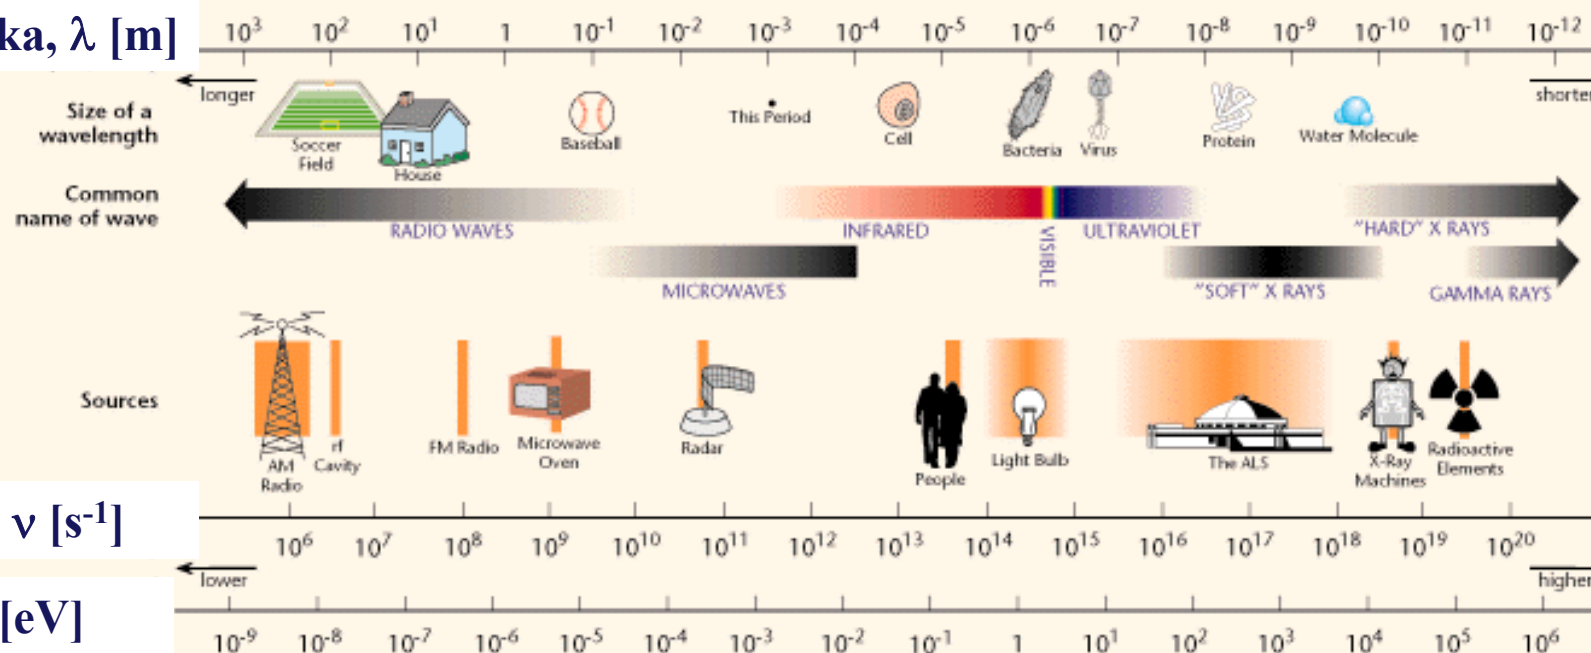 ka, λ [m]
10³ 10² 10¹ 1 10⁻¹ 10⁻² 10⁻³ 10⁻⁴ 10⁻⁵ 10⁻⁶ 10⁻⁷ 10⁻⁸ 10⁻⁹ 10⁻¹⁰ 10⁻¹¹ 10⁻¹²
longer
shorter
Size of a
wavelength
Soccer
Field
House
Baseball
This Period
Cell
Bacteria
Virus
Protein
Water Molecule
Common
name of wave
RADIO WAVES
INFRARED
VISIBLE
ULTRAVIOLET
"HARD" X RAYS
MICROWAVES
"SOFT" X RAYS
GAMMA RAYS
Sources
AM
Radio
rf
Cavity
FM Radio
Microwave
Oven
Radar
People
Light Bulb
The ALS
X-Ray
Machines
Radioactive
Elements
ν [s⁻¹]
10⁶ 10⁷ 10⁸ 10⁹ 10¹⁰ 10¹¹ 10¹² 10¹³ 10¹⁴ 10¹⁵ 10¹⁶ 10¹⁷ 10¹⁸ 10¹⁹ 10²⁰
lower
higher
[eV]
10⁻⁹ 10⁻⁸ 10⁻⁷ 10⁻⁶ 10⁻⁵ 10⁻⁴ 10⁻³ 10⁻² 10⁻¹ 1 10¹ 10² 10³ 10⁴ 10⁵ 10⁶